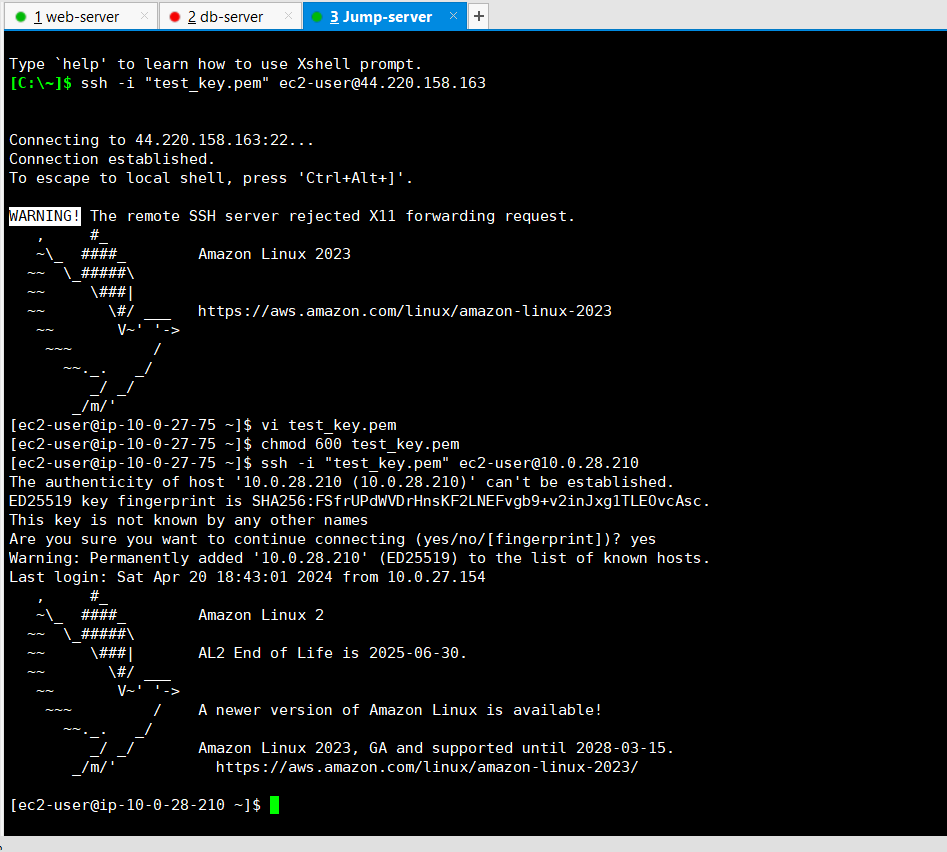 1 web-server × 2 db-server × 3 Jump-server × +
Type `help' to learn how to use Xshell prompt.
[C:\~]$ ssh -i "test_key.pem" ec2-user@44.220.158.163
Connecting to 44.220.158.163:22...
Connection established.
To escape to local shell, press 'Ctrl+Alt+]'.
WARNING! The remote SSH server rejected X11 forwarding request.
   ,     #_
   ~\_  ####_        Amazon Linux 2023
  ~~  \_#####\
  ~~     \###|
  ~~       \#/ ___   https://aws.amazon.com/linux/amazon-linux-2023
   ~~       V~' '->
    ~~~         /
      ~~._.   _/
         _/ _/
       _/m/'
[ec2-user@ip-10-0-27-75 ~]$ vi test_key.pem
[ec2-user@ip-10-0-27-75 ~]$ chmod 600 test_key.pem
[ec2-user@ip-10-0-27-75 ~]$ ssh -i "test_key.pem" ec2-user@10.0.28.210
The authenticity of host '10.0.28.210 (10.0.28.210)' can't be established.
ED25519 key fingerprint is SHA256:FSfrUPdWVDrHnsKF2LNEFvgb9+v2inJxg1TLEOvcAsc.
This key is not known by any other names
Are you sure you want to continue connecting (yes/no/[fingerprint])? yes
Warning: Permanently added '10.0.28.210' (ED25519) to the list of known hosts.
Last login: Sat Apr 20 18:43:01 2024 from 10.0.27.154
   ,     #_
   ~\_  ####_        Amazon Linux 2
  ~~  \_#####\
  ~~     \###|       AL2 End of Life is 2025-06-30.
  ~~       \#/ ___
   ~~       V~' '->
    ~~~         /    A newer version of Amazon Linux is available!
      ~~._.   _/
         _/ _/       Amazon Linux 2023, GA and supported until 2028-03-15.
       _/m/'           https://aws.amazon.com/linux/amazon-linux-2023/
[ec2-user@ip-10-0-28-210 ~]$